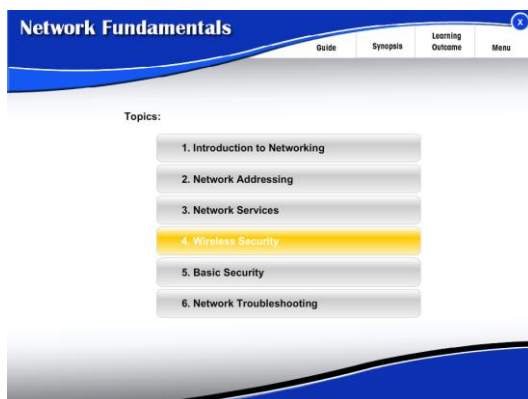 Network Fundamentals
Guide
Synopsis
Learning
Outcome
Menu
X
Topics:
1. Introduction to Networking
2. Network Addressing
3. Network Services
4. Wireless Security
5. Basic Security
6. Network Troubleshooting